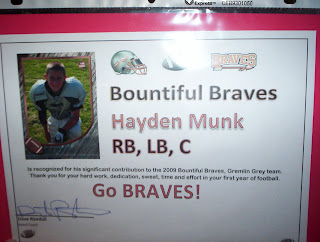 Express
BRAVES
Bountiful Braves
Hayden Munk
RB, LB, C
is recognized for his significant contribution to the 2009 Bountiful Braves, Gremlin Grey team.
Thank you for your hard work, dedication, sweat, time and effort in your first year of football.
Go BRAVES!